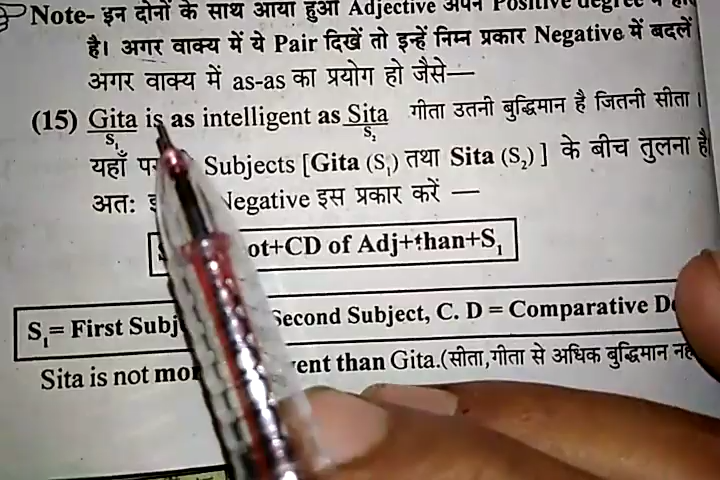 Note- इन दोनों के साथ आया हुआ Adjective अपने Positive degree में
है। अगर वाक्य में ये Pair दिखें तो इन्हें निम्न प्रकार Negative में बदलें
अगर वाक्य में as-as का प्रयोग हो जैसे—
(15) Gita is as intelligent as Sita गीता उतनी बुद्धिमान है जितनी सीता।
S₁ S₂
यहाँ Subjects [Gita (S₁) तथा Sita (S₂) ] के बीच तुलना है
अत: Negative इस प्रकार करें —
ot+CD of Adj+than+S₁
S₁= First Subj Second Subject, C. D = Comparative D
Sita is not mo ent than Gita.(सीता,गीता से अधिक बुद्धिमान